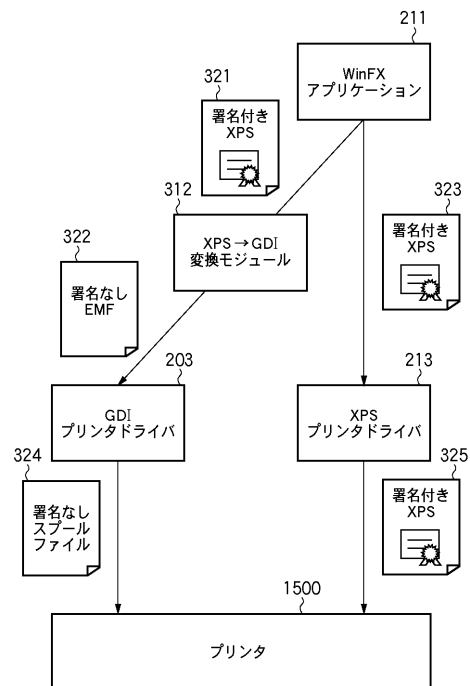 211
WinFX
アプリケーション
321
署名付き
XPS
312
XPS→GDI
変換モジュール
323
署名付き
XPS
322
署名なし
EMF
203
GDI
プリンタドライバ
213
XPS
プリンタドライバ
324
署名なし
スプール
ファイル
325
署名付き
XPS
1500
プリンタ